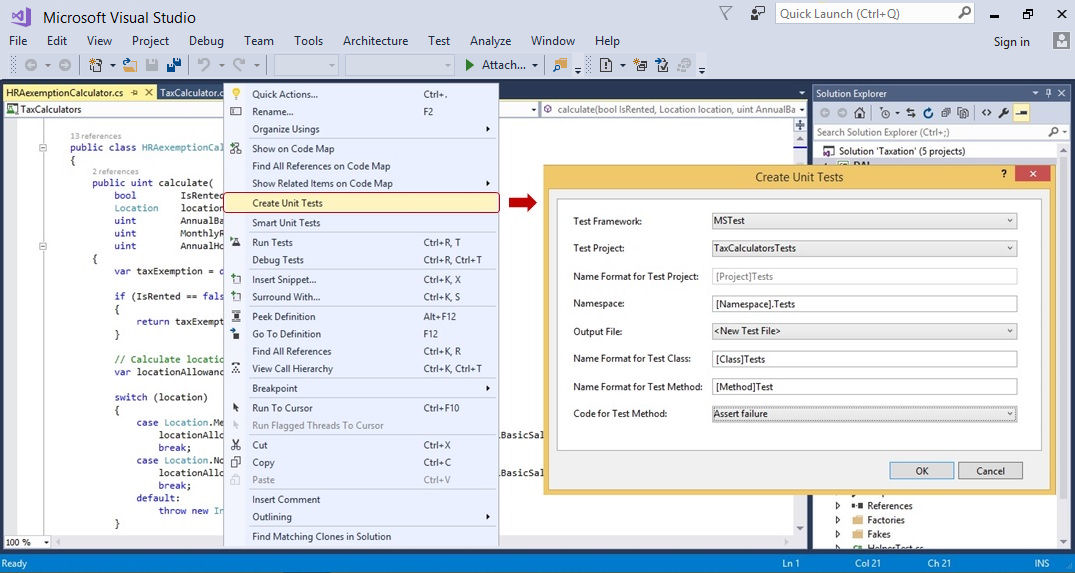 Microsoft Visual Studio
Quick Launch (Ctrl+Q)
File Edit View Project Debug Team Tools Architecture Test Analyze Window Help
Sign in
Attach...
HRAexemptionCalculator.cs
TaxCalculator.c
TaxCalculators
calculate(bool IsRented, Location location, uint AnnualBa
13 references
public class HRAexemptionCal
{
2 references
public uint calculate(
bool IsRented
Location location
uint AnnualBa
uint MonthlyR
uint AnnualHo
{
var taxExemption =
if (IsRented == fals
{
return taxExempt
}
// Calculate locatio
var locationAllowanc
switch (location)
{
case Location.Me
locationAllo
BasicSal
break;
case Location.No
locationAllo
BasicSal
break;
default:
throw new In
}
100 %
Quick Actions... Ctrl+.
Rename... F2
Organize Usings
Show on Code Map
Find All References on Code Map
Show Related Items on Code Map
Create Unit Tests
Smart Unit Tests
Run Tests Ctrl+R, T
Debug Tests Ctrl+R, Ctrl+T
Insert Snippet... Ctrl+K, X
Surround With... Ctrl+K, S
Peek Definition Alt+F12
Go To Definition F12
Find All References Ctrl+K, R
View Call Hierarchy Ctrl+K, Ctrl+T
Breakpoint
Run To Cursor Ctrl+F10
Run Flagged Threads To Cursor
Cut Ctrl+X
Copy Ctrl+C
Paste Ctrl+V
Insert Comment
Outlining
Find Matching Clones in Solution
Solution Explorer
Search Solution Explorer (Ctrl+;)
Solution 'Taxation' (5 projects)
DAL
Create Unit Tests
?
Test Framework: MSTest
Test Project: TaxCalculatorsTests
Name Format for Test Project: [Project]Tests
Namespace: [Namespace].Tests
Output File: <New Test File>
Name Format for Test Class: [Class]Tests
Name Format for Test Method: [Method]Test
Code for Test Method: Assert failure
OK Cancel
References
Factories
Fakes
HelperTest.cs
Ready
Ln 1 Col 21 Ch 21 INS